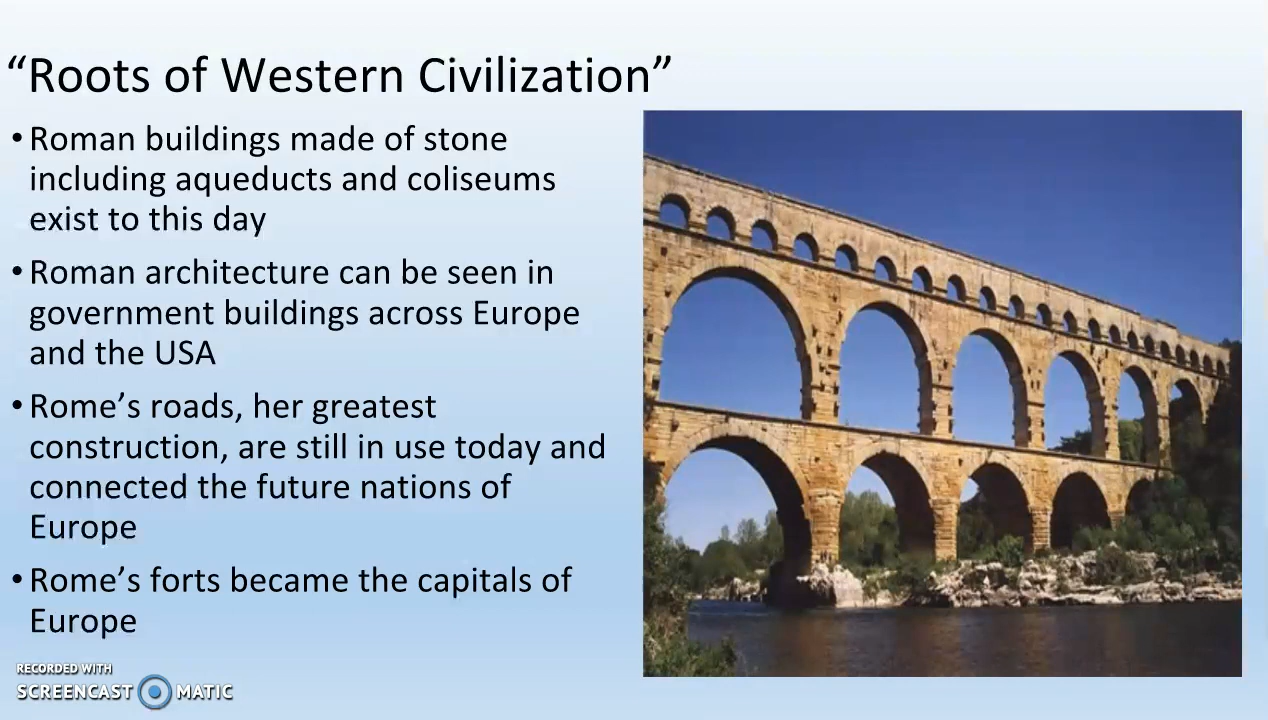 “Roots of Western Civilization”
• Roman buildings made of stone
including aqueducts and coliseums
exist to this day
• Roman architecture can be seen in
government buildings across Europe
and the USA
• Rome’s roads, her greatest
construction, are still in use today and
connected the future nations of
Europe
• Rome’s forts became the capitals of
Europe
RECORDED WITH
SCREENCAST MATIC